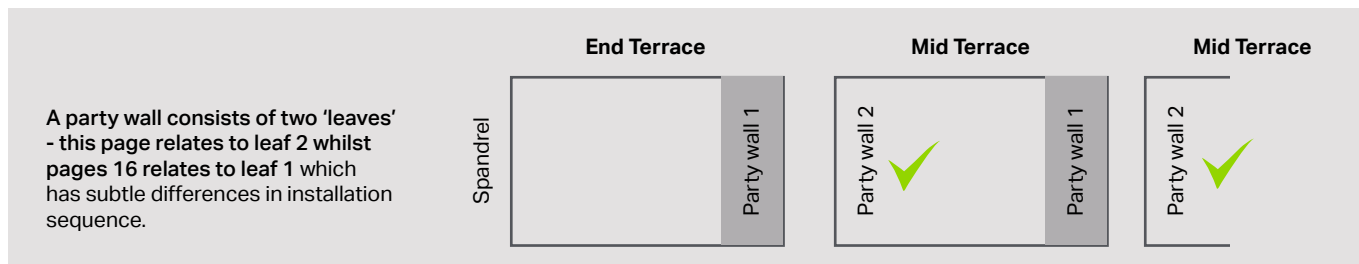 A party wall consists of two ‘leaves’
- this page relates to leaf 2 whilst
pages 16 relates to leaf 1 which
has subtle differences in installation
sequence.
End Terrace
Spandrel
Party wall 1
Mid Terrace
Party wall 2
Party wall 1
Mid Terrace
Party wall 2